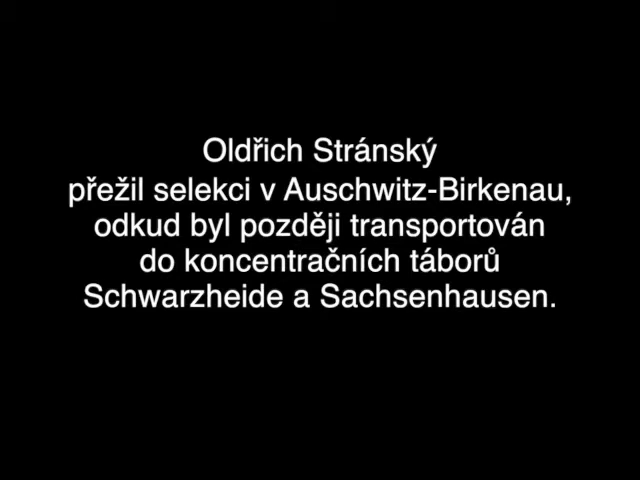 Oldřich Stránský
přežil selekci v Auschwitz-Birkenau,
odkud byl později transportován
do koncentračních táborů
Schwarzheide a Sachsenhausen.